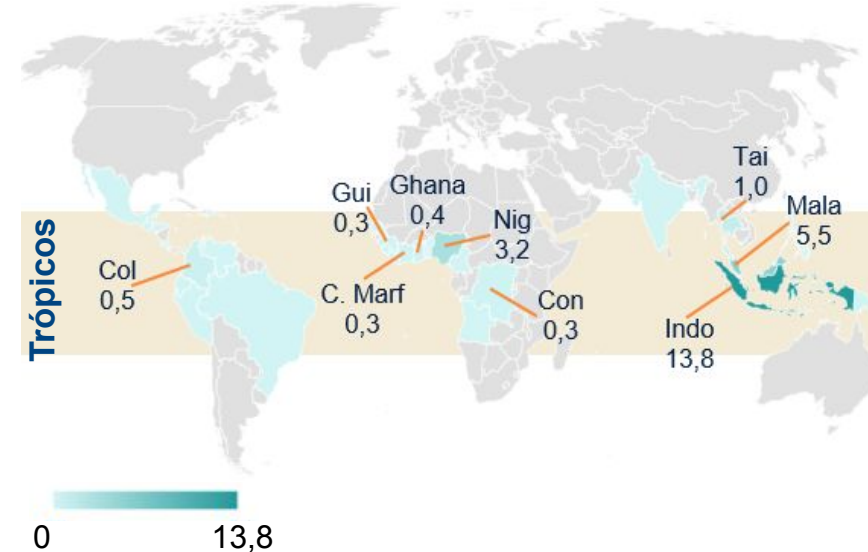 Trópicos
Col
0,5
Gui
0,3
Ghana
0,4
C. Marf
0,3
Nig
3,2
Con
0,3
Tai
1,0
Mala
5,5
Indo
13,8
0
13,8